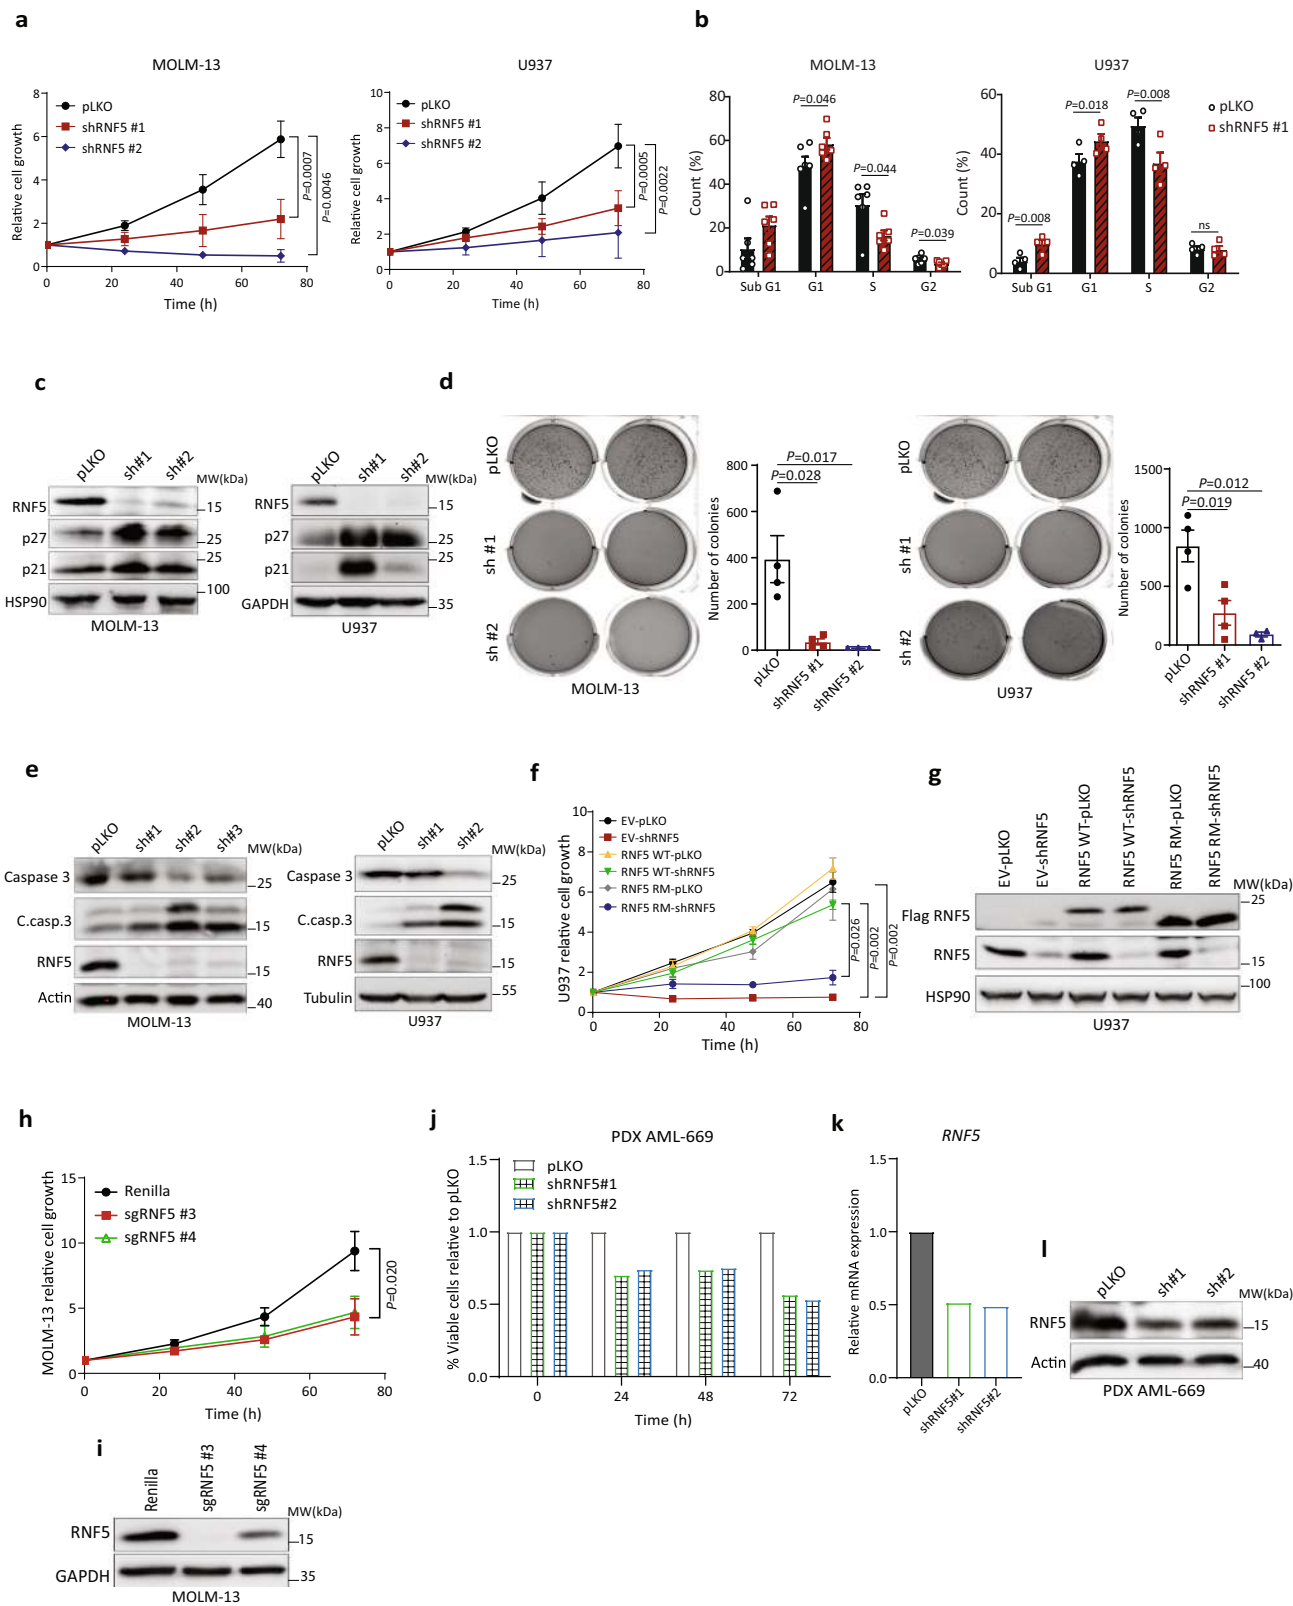 a
MOLM-13
Relative cell growth
8
6
4
2
0
0
20
40
60
80
Time (h)
pLKO
shRNF5 #1
shRNF5 #2
P=0.0007
P=0.0046
U937
Relative cell growth
10
8
6
4
2
0
0
20
40
60
80
Time (h)
pLKO
shRNF5 #1
shRNF5 #2
P=0.0005
P=0.0022
b
MOLM-13
Count (%)
80
60
40
20
0
Sub G1
G1
S
G2
P=0.046
P=0.044
P=0.039
U937
Count (%)
60
40
20
0
Sub G1
G1
S
G2
P=0.008
P=0.018
P=0.008
ns
pLKO
shRNF5 #1
c
pLKO
sh#1
sh#2
MW(kDa)
RNF5
15
p27
25
p21
25
HSP90
100
MOLM-13
pLKO
sh#1
sh#2
MW(kDa)
RNF5
15
p27
25
p21
25
GAPDH
35
U937
d
pLKO
sh #1
sh #2
MOLM-13
Number of colonies
800
600
400
200
0
P=0.017
P=0.028
pLKO
shRNF5 #1
shRNF5 #2
pLKO
sh #1
sh #2
U937
Number of colonies
1500
1000
500
0
P=0.012
P=0.019
pLKO
shRNF5 #1
shRNF5 #2
e
pLKO
sh#1
sh#2
sh#3
MW(kDa)
Caspase 3
25
C.casp.3
15
RNF5
15
Actin
40
MOLM-13
pLKO
sh#1
sh#2
MW(kDa)
Caspase 3
25
C.casp.3
15
RNF5
15
Tubulin
55
U937
f
U937 relative cell growth
10
8
6
4
2
0
0
20
40
60
80
Time (h)
EV-pLKO
EV-shRNF5
RNF5 WT-pLKO
RNF5 WT-shRNF5
RNF5 RM-pLKO
RNF5 RM-shRNF5
P=0.026
P=0.002
P=0.002
g
EV-pLKO
EV-shRNF5
RNF5 WT-pLKO
RNF5 WT-shRNF5
RNF5 RM-pLKO
RNF5 RM-shRNF5
MW(kDa)
Flag RNF5
25
RNF5
15
HSP90
100
U937
h
MOLM-13 relative cell growth
15
10
5
0
0
20
40
60
80
Time (h)
Renilla
sgRNF5 #3
sgRNF5 #4
P=0.020
i
Renilla
sgRNF5 #3
sgRNF5 #4
MW(kDa)
RNF5
15
GAPDH
35
MOLM-13
j
PDX AML-669
% Viable cells relative to pLKO
1.5
1.0
0.5
0.0
0
24
48
72
Time (h)
pLKO
shRNF5#1
shRNF5#2
k
RNF5
Relative mRNA expression
1.5
1.0
0.5
0.0
pLKO
shRNF5#1
shRNF5#2
l
pLKO
sh#1
sh#2
MW(kDa)
RNF5
15
Actin
40
PDX AML-669